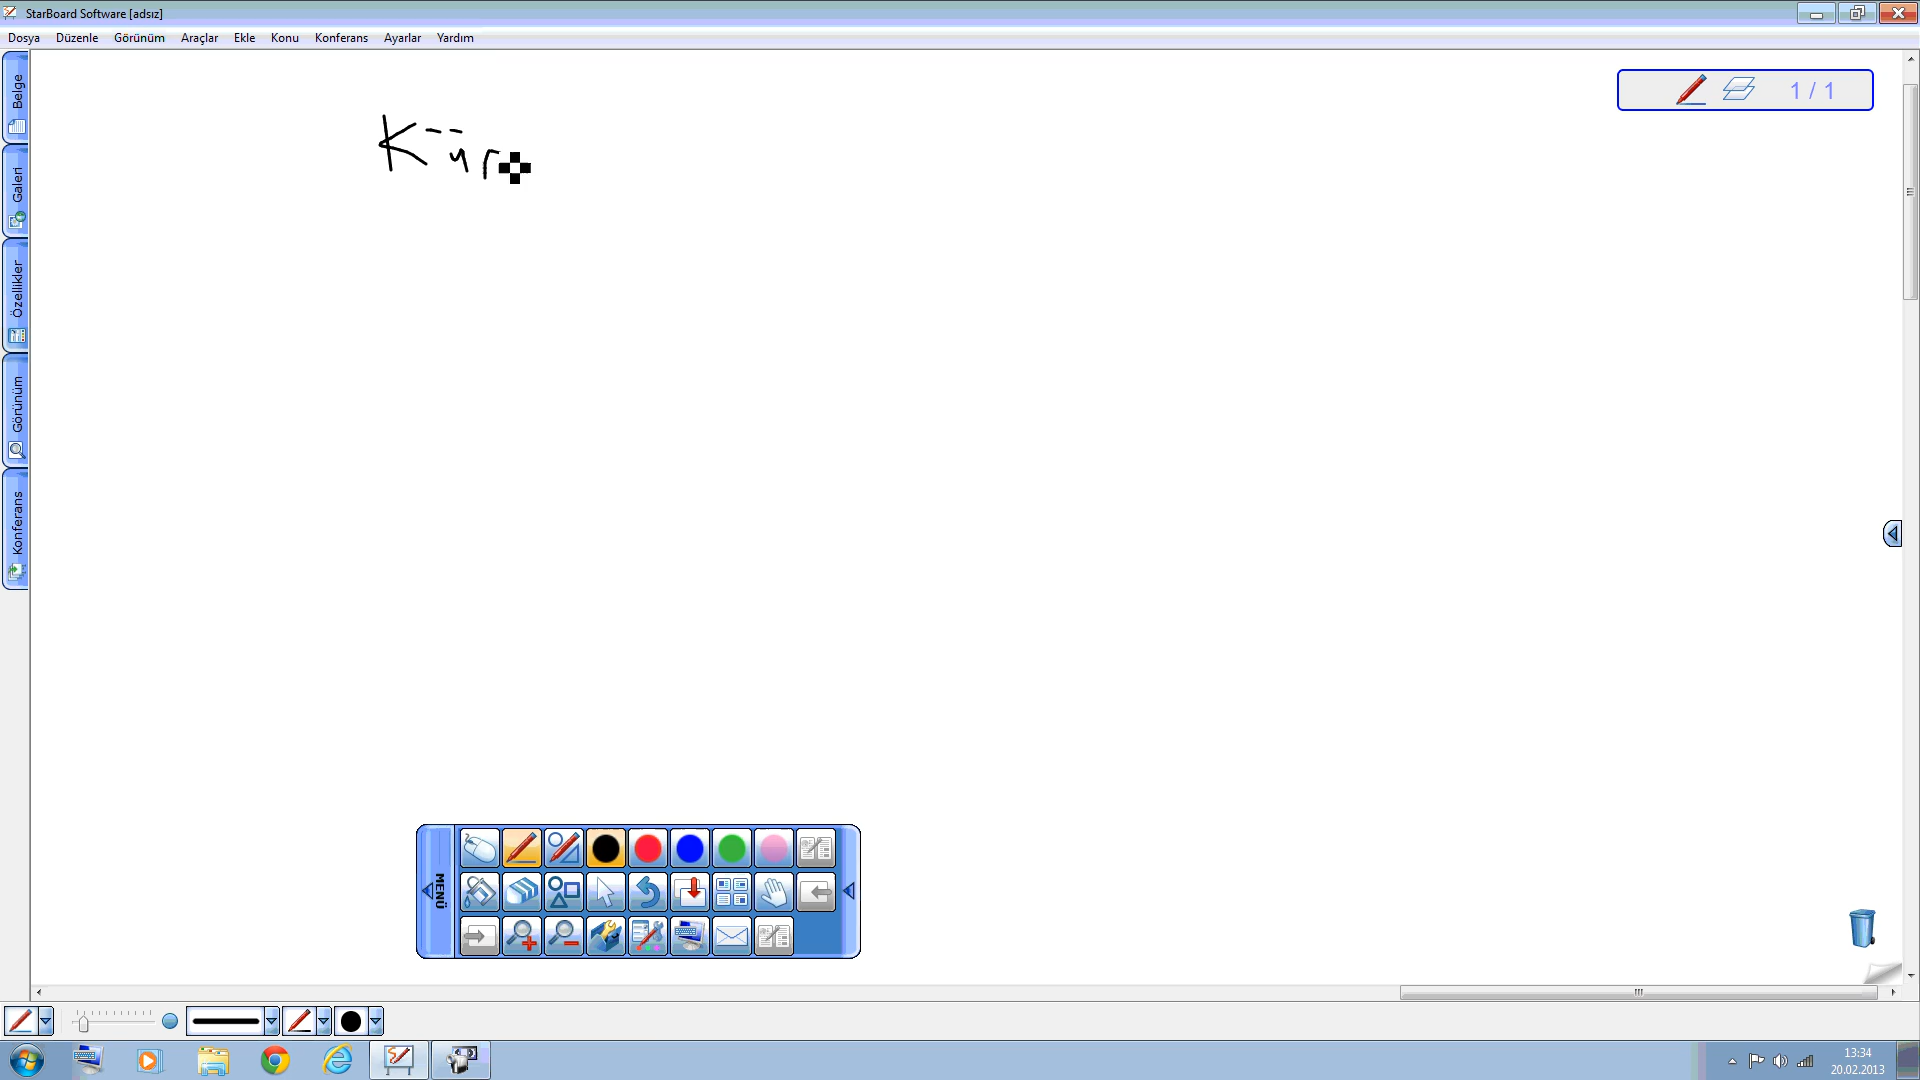 StarBoard Software [adsız]
Dosya Düzenle Görünüm Araçlar Ekle Konu Konferans Ayarlar Yardım
Belge
Galeri
Özellikler
Görünüm
Konferans
1 / 1
Kür
MENÜ
13:34
20.02.2013